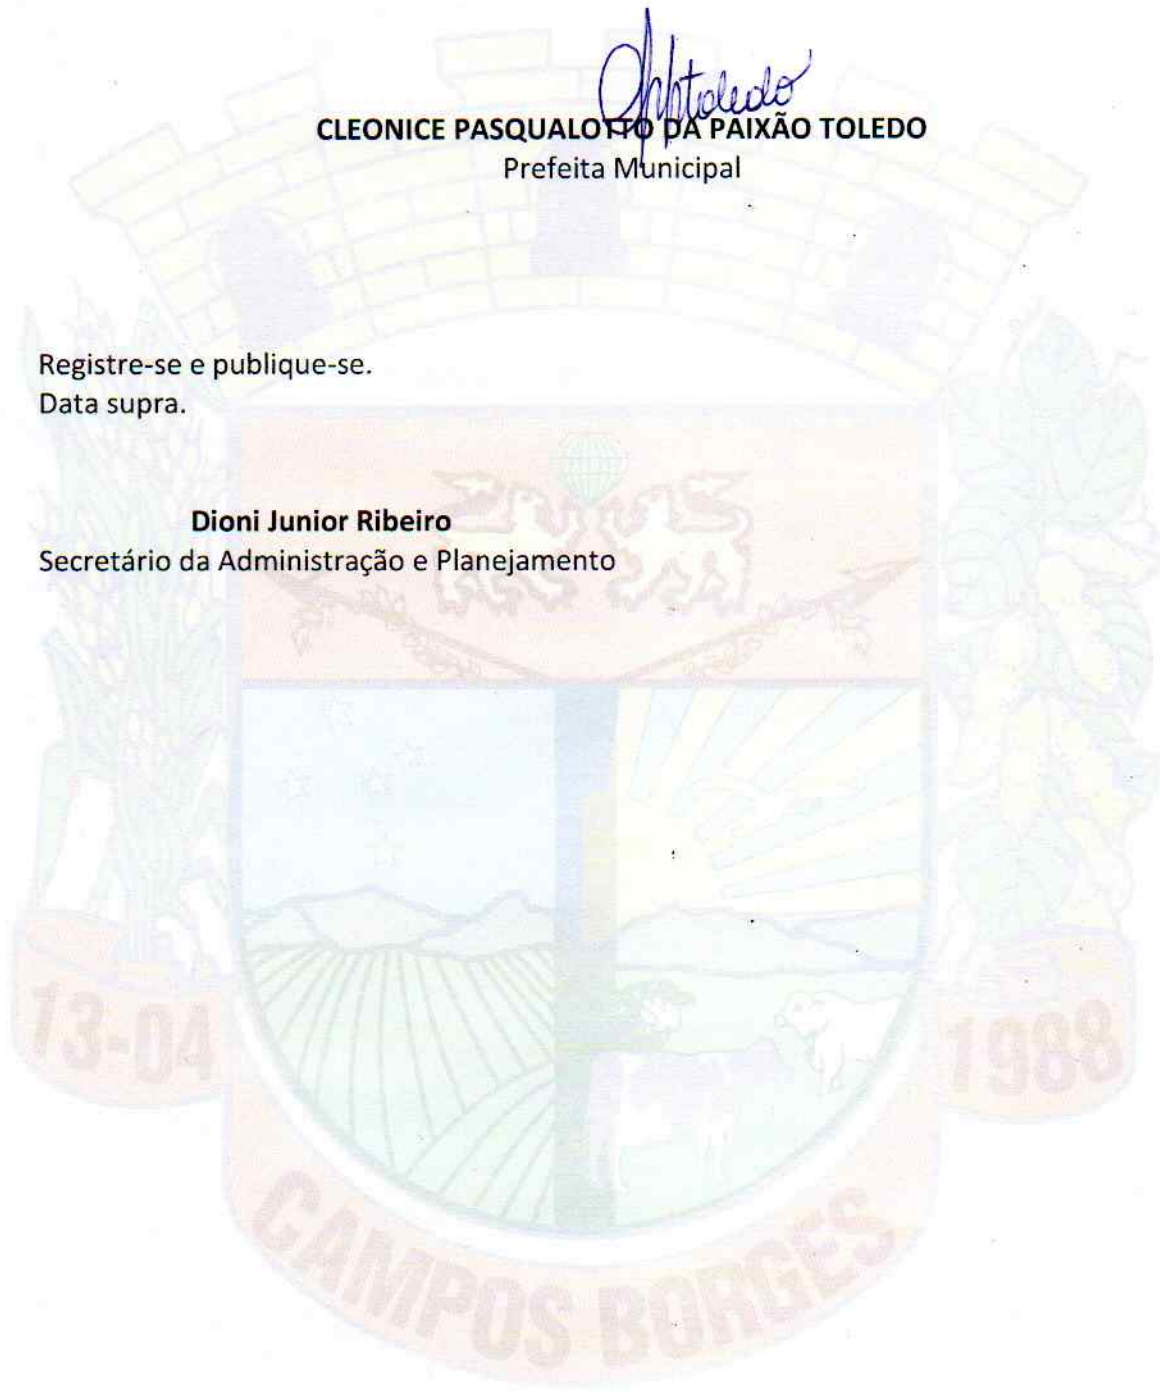 CLEONICE PASQUALOTTO DA PAIXÃO TOLEDO
Prefeita Municipal
Registre-se e publique-se.
Data supra.
Dioni Junior Ribeiro
Secretário da Administração e Planejamento
13-04
1988
CAMPOS BORGES